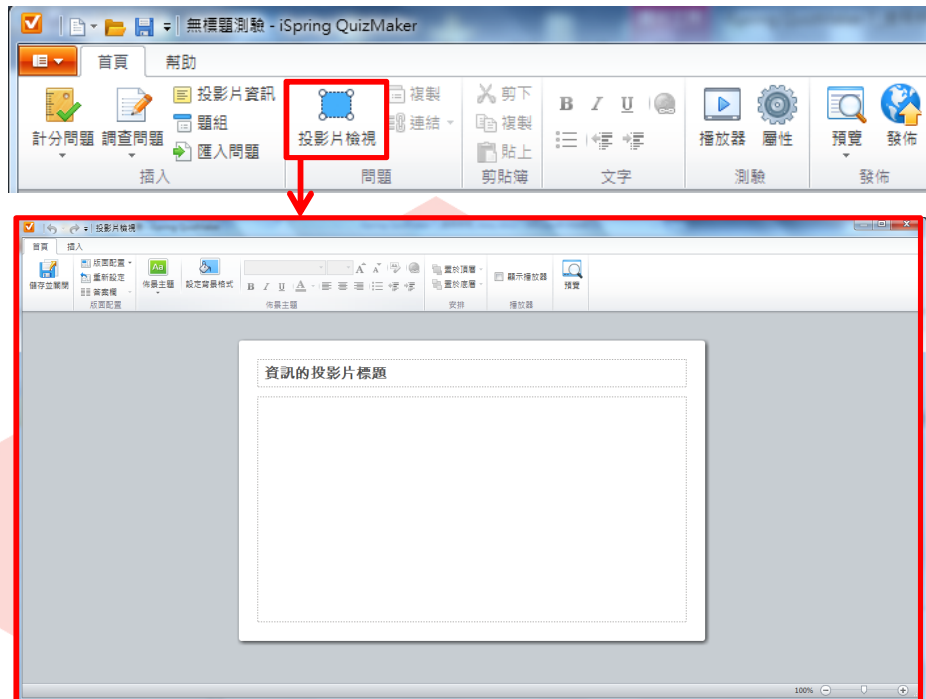 無標題測驗 - iSpring QuizMaker
首頁 幫助
計分問題 調查問題 投影片資訊 題組 匯入問題
投影片檢視 複製 連結
剪下 複製 貼上
B I U
播放器 屬性 預覽 發佈
插入 問題 剪貼簿 文字 測驗 發佈
投影片檢視
首頁 插入
儲存並關閉 版面配置 重新設定 答案欄
Aa 佈景主題 設定背景格式
B I U A A A
置於頂層 置於底層 顯示播放器 預覽
版面配置 佈景主題 安排 播放器
資訊的投影片標題
100%